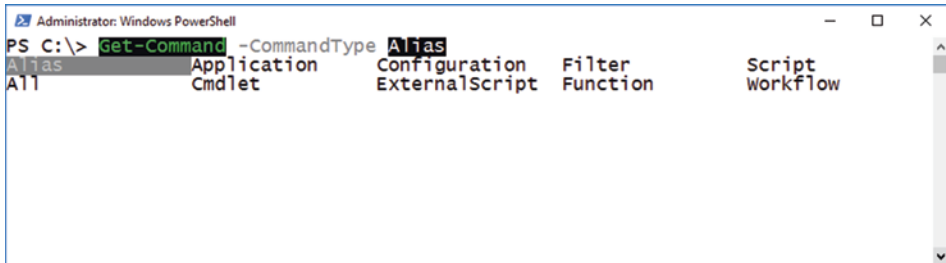 Administrator: Windows PowerShell
PS C:\> Get-Command -CommandType Alias
Alias Application Configuration Filter Script
All Cmdlet ExternalScript Function Workflow